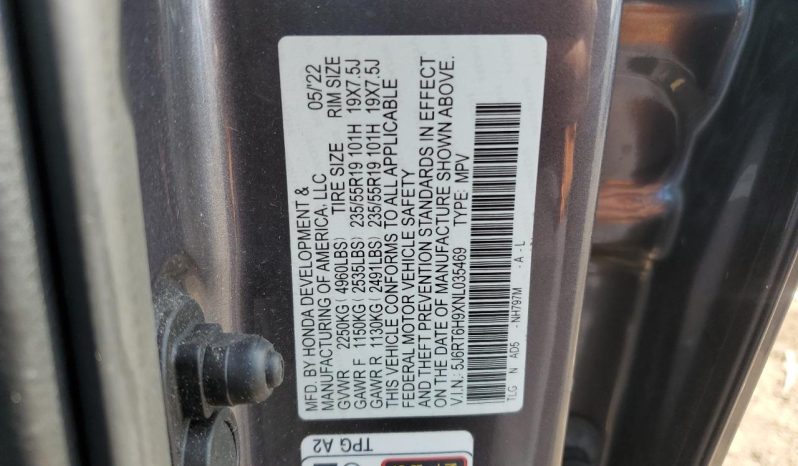 MFD. BY HONDA DEVELOPMENT & 05/22
MANUFACTURING OF AMERICA, LLC
TIRE SIZE RIM SIZE
GVWR 2250KG( 4960LBS)
GAWR F 1150KG( 2535LBS) 235/55R19 101H 19X7.5J
GAWR R 1130KG( 2491LBS) 235/55R19 101H 19X7.5J
THIS VEHICLE CONFORMS TO ALL APPLICABLE
FEDERAL MOTOR VEHICLE SAFETY
AND THEFT PREVENTION STANDARDS IN EFFECT
ON THE DATE OF MANUFACTURE SHOWN ABOVE.
V.I.N.: 5J6RT6H9XNL035469 TYPE: MPV
TLG N AD5 -NH797M -A-L
TPG A2